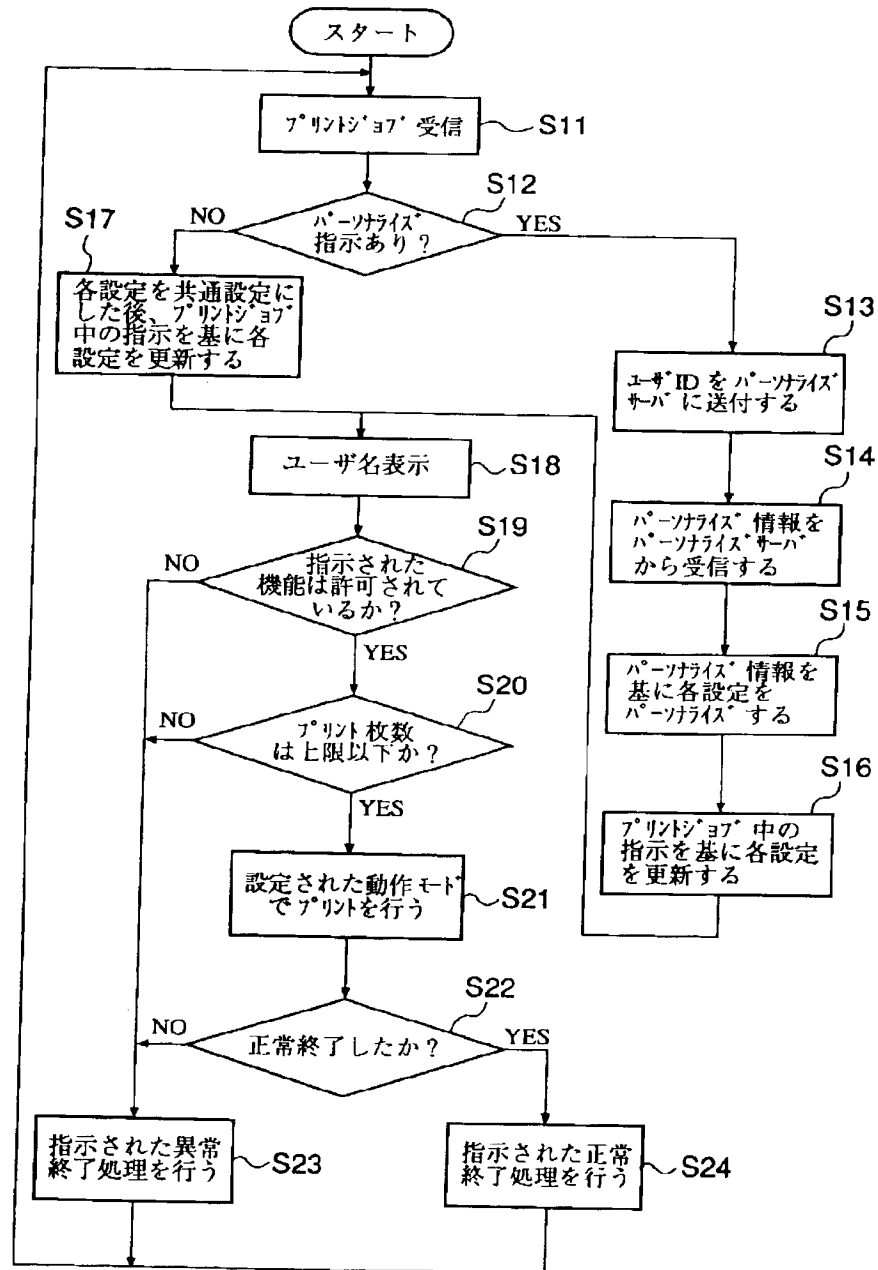 スタート
プリントジョブ 受信
S11
S12
パーソナライズ
指示あり?
NO
YES
S17
各設定を共通設定に
した後、プリントジョブ
中の指示を基に各
設定を更新する
S13
ユーザID を パーソナライズ
サーバ に送付する
S14
パーソナライズ 情報を
パーソナライズサーバ
から受信する
S15
パーソナライズ 情報を
基に各設定を
パーソナライズ する
S16
プリントジョブ 中の
指示を基に各設定
を更新する
ユーザ名表示
S18
S19
指示された
機能は許可されて
いるか?
NO
YES
S20
プリント 枚数
は上限以下か?
NO
YES
設定された動作モード
で プリントを行う
S21
S22
正常終了したか?
NO
YES
指示された異常
終了処理を行う
S23
指示された正常
終了処理を行う
S24